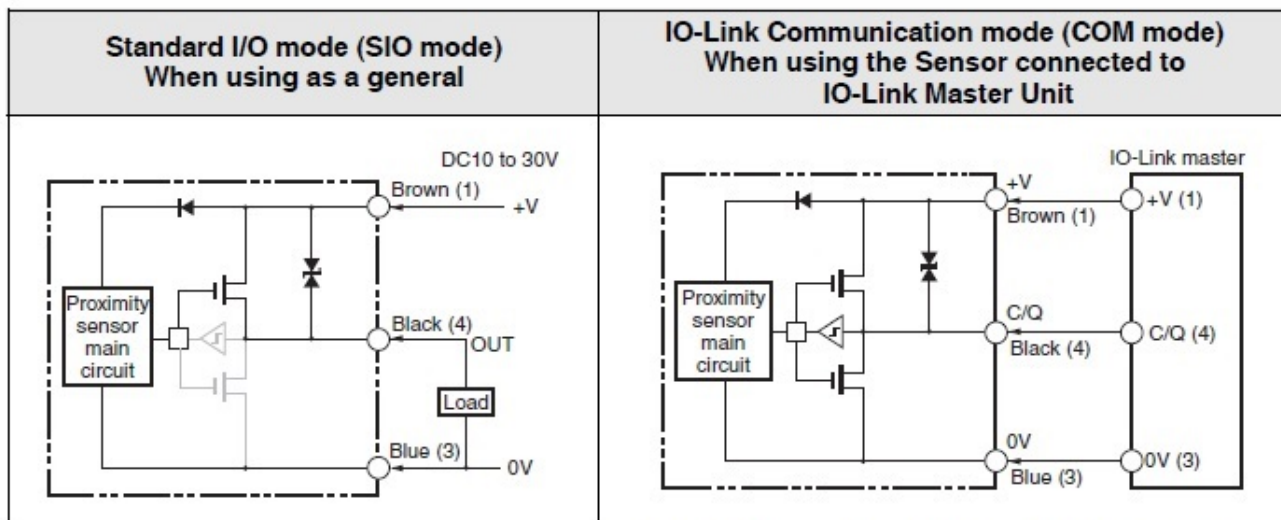 Standard I/O mode (SIO mode)
When using as a general
IO-Link Communication mode (COM mode)
When using the Sensor connected to
IO-Link Master Unit
DC10 to 30V
Brown (1)
+V
Proximity
sensor
main
circuit
Black (4)
OUT
Load
Blue (3)
0V
IO-Link master
+V
Brown (1)
+V (1)
Proximity
sensor
main
circuit
C/Q
Black (4)
C/Q (4)
0V
Blue (3)
0V (3)